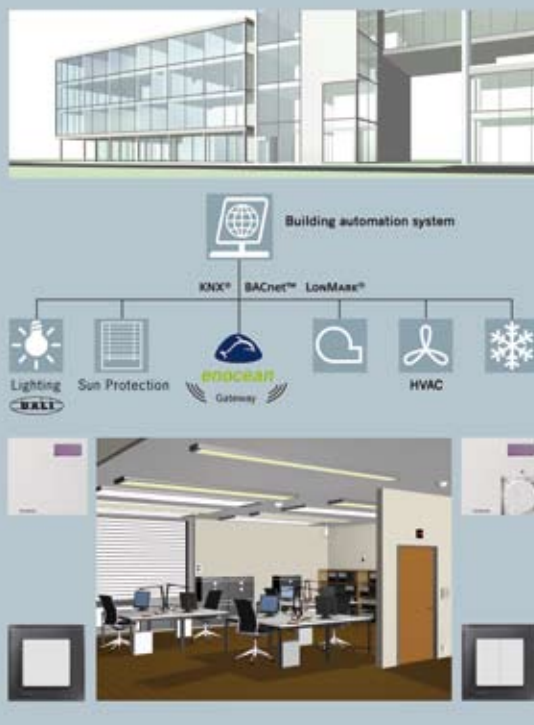 Building automation system
KNX® BACnet™ LONMARK®
Lighting
DALI
Sun Protection
enocean
Gateway
HVAC